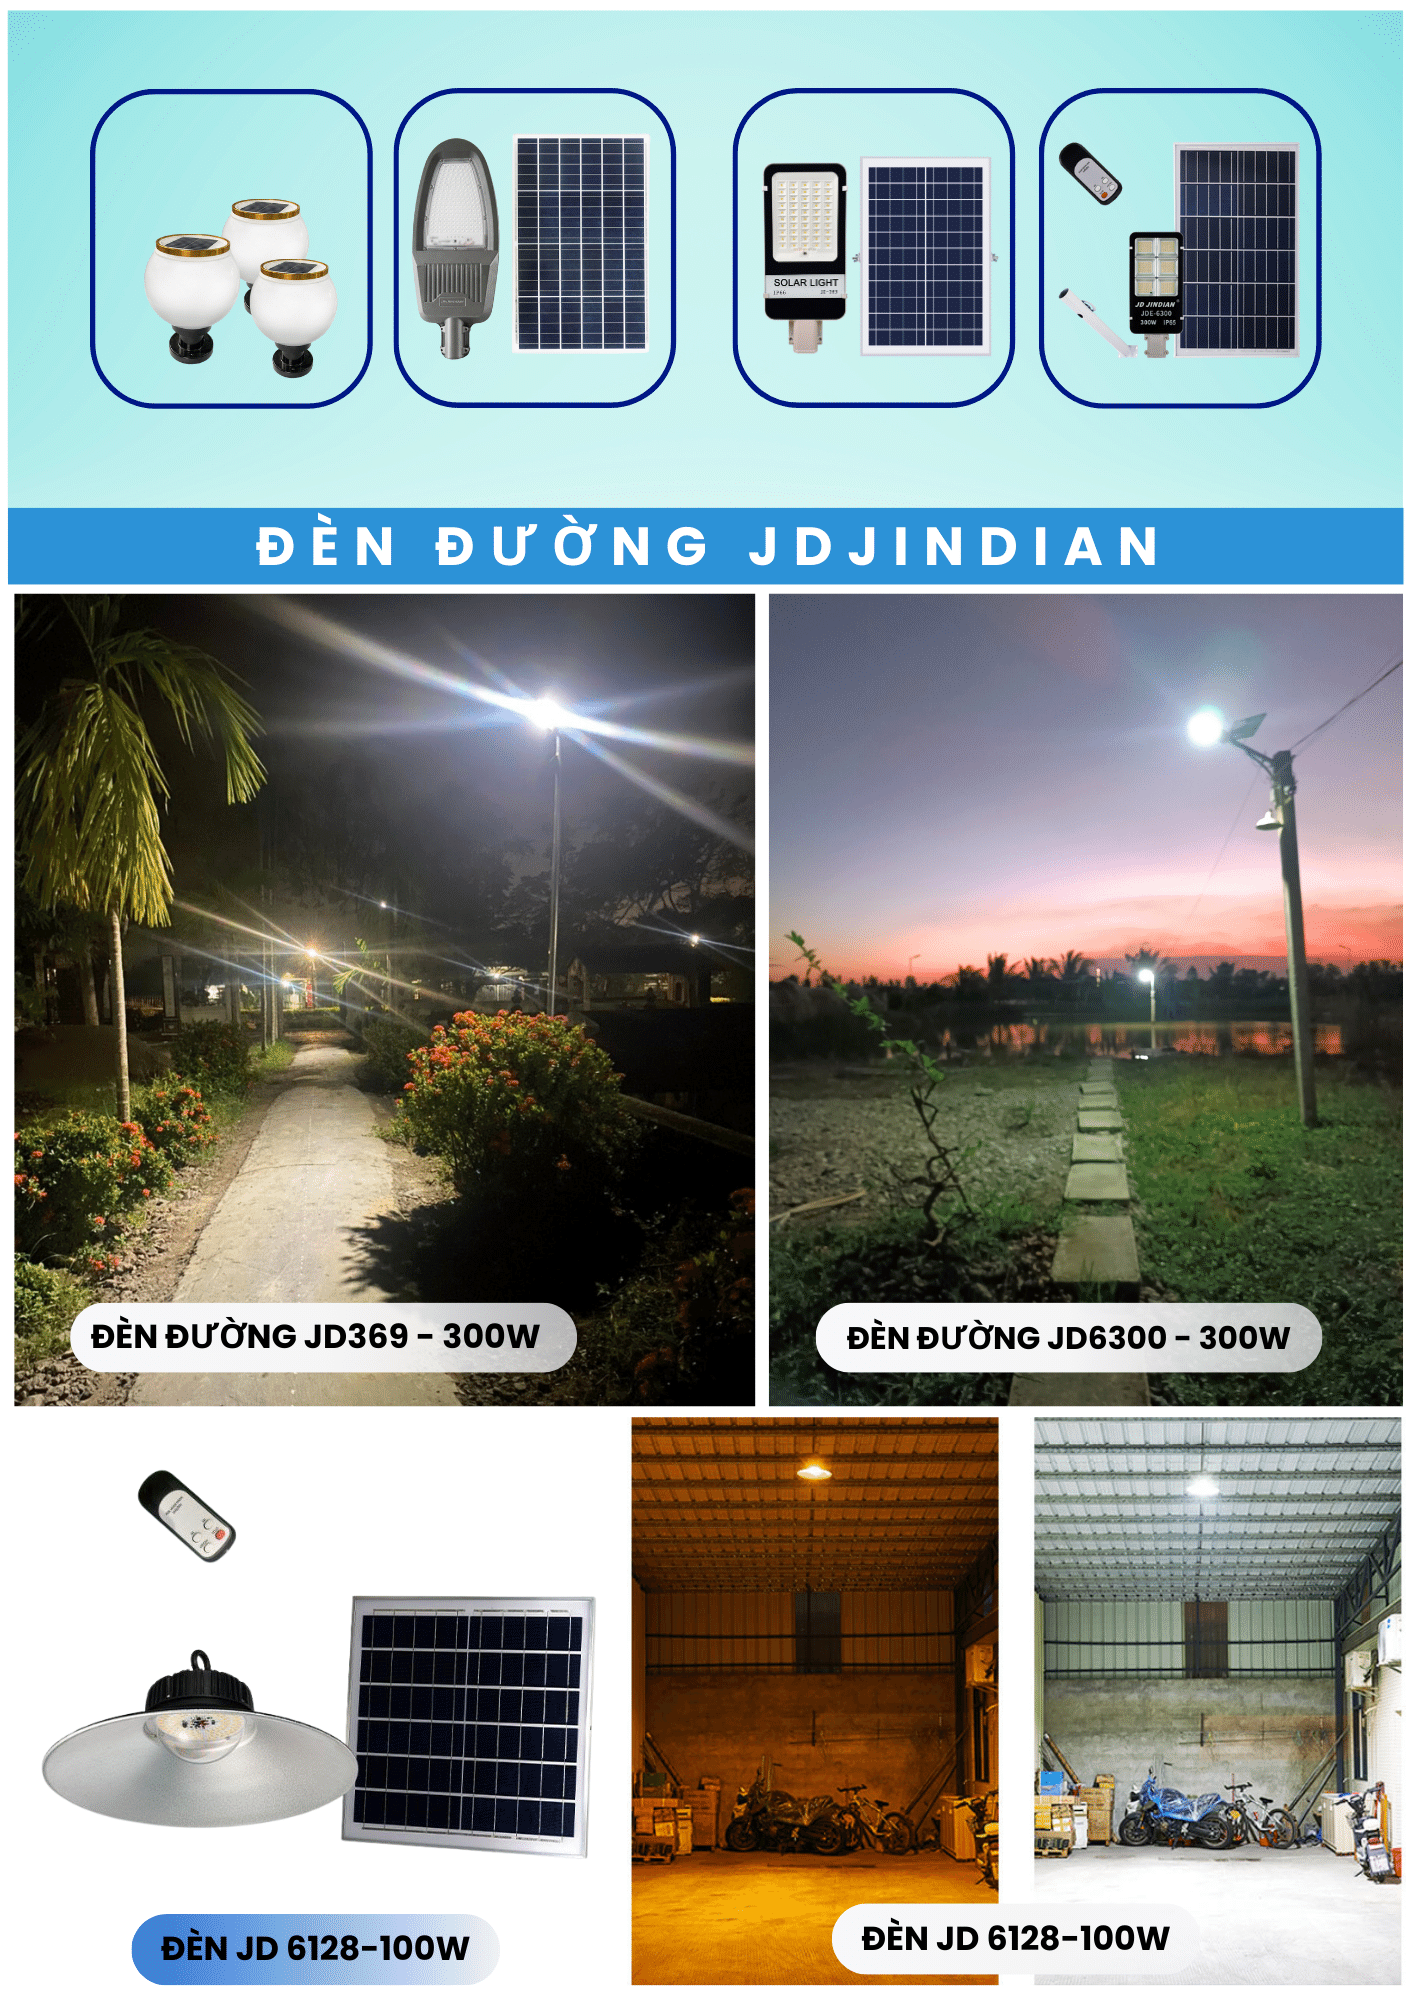 SOLAR LIGHT
IP66
JD JINDIAN
JDE-6300
300W IP65
ĐÈN ĐƯỜNG JDJINDIAN
ĐÈN ĐƯỜNG JD369 - 300W
ĐÈN ĐƯỜNG JD6300 - 300W
ĐÈN JD 6128-100W
ĐÈN JD 6128-100W